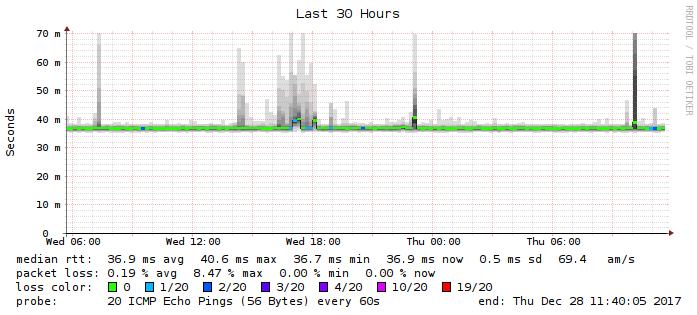 Last 30 Hours
RRDTOOL / TOBI OETIKER
Seconds
70 m
60 m
50 m
40 m
30 m
20 m
10 m
0
Wed 06:00 Wed 12:00 Wed 18:00 Thu 00:00 Thu 06:00
median rtt: 36.9 ms avg 40.6 ms max 36.7 ms min 36.9 ms now 0.5 ms sd 69.4 am/s
packet loss: 0.19 % avg 8.47 % max 0.00 % min 0.00 % now
loss color: 0 1/20 2/20 3/20 4/20 10/20 19/20
probe: 20 ICMP Echo Pings (56 Bytes) every 60s end: Thu Dec 28 11:40:05 2017